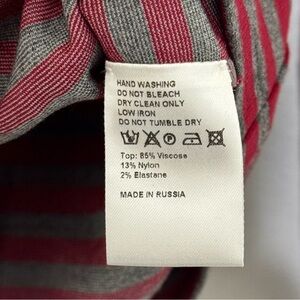 HAND WASHING
DO NOT BLEACH
DRY CLEAN ONLY
LOW IRON
DO NOT TUMBLE DRY
Top: 85% Viscose
13% Nylon
2% Elastane
MADE IN RUSSIA